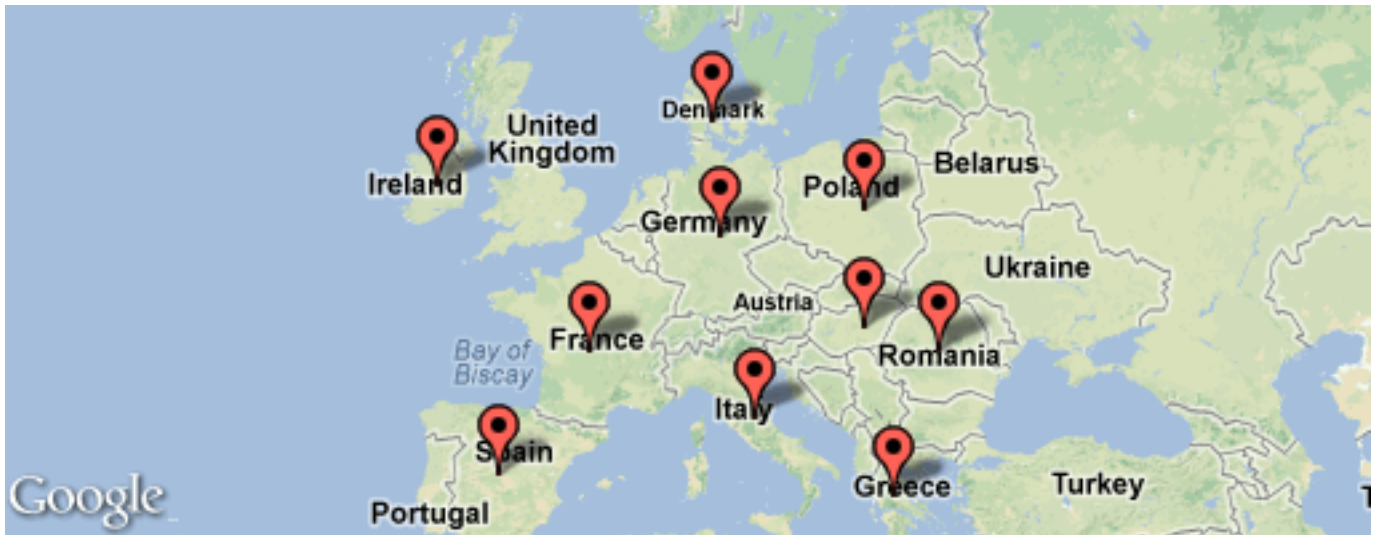 Denmark
United
Kingdom
Belarus
Ireland
Poland
Germany
Ukraine
Austria
France
Bay of
Biscay
Romania
Italy
Spain
Greece
Turkey
Google
Portugal